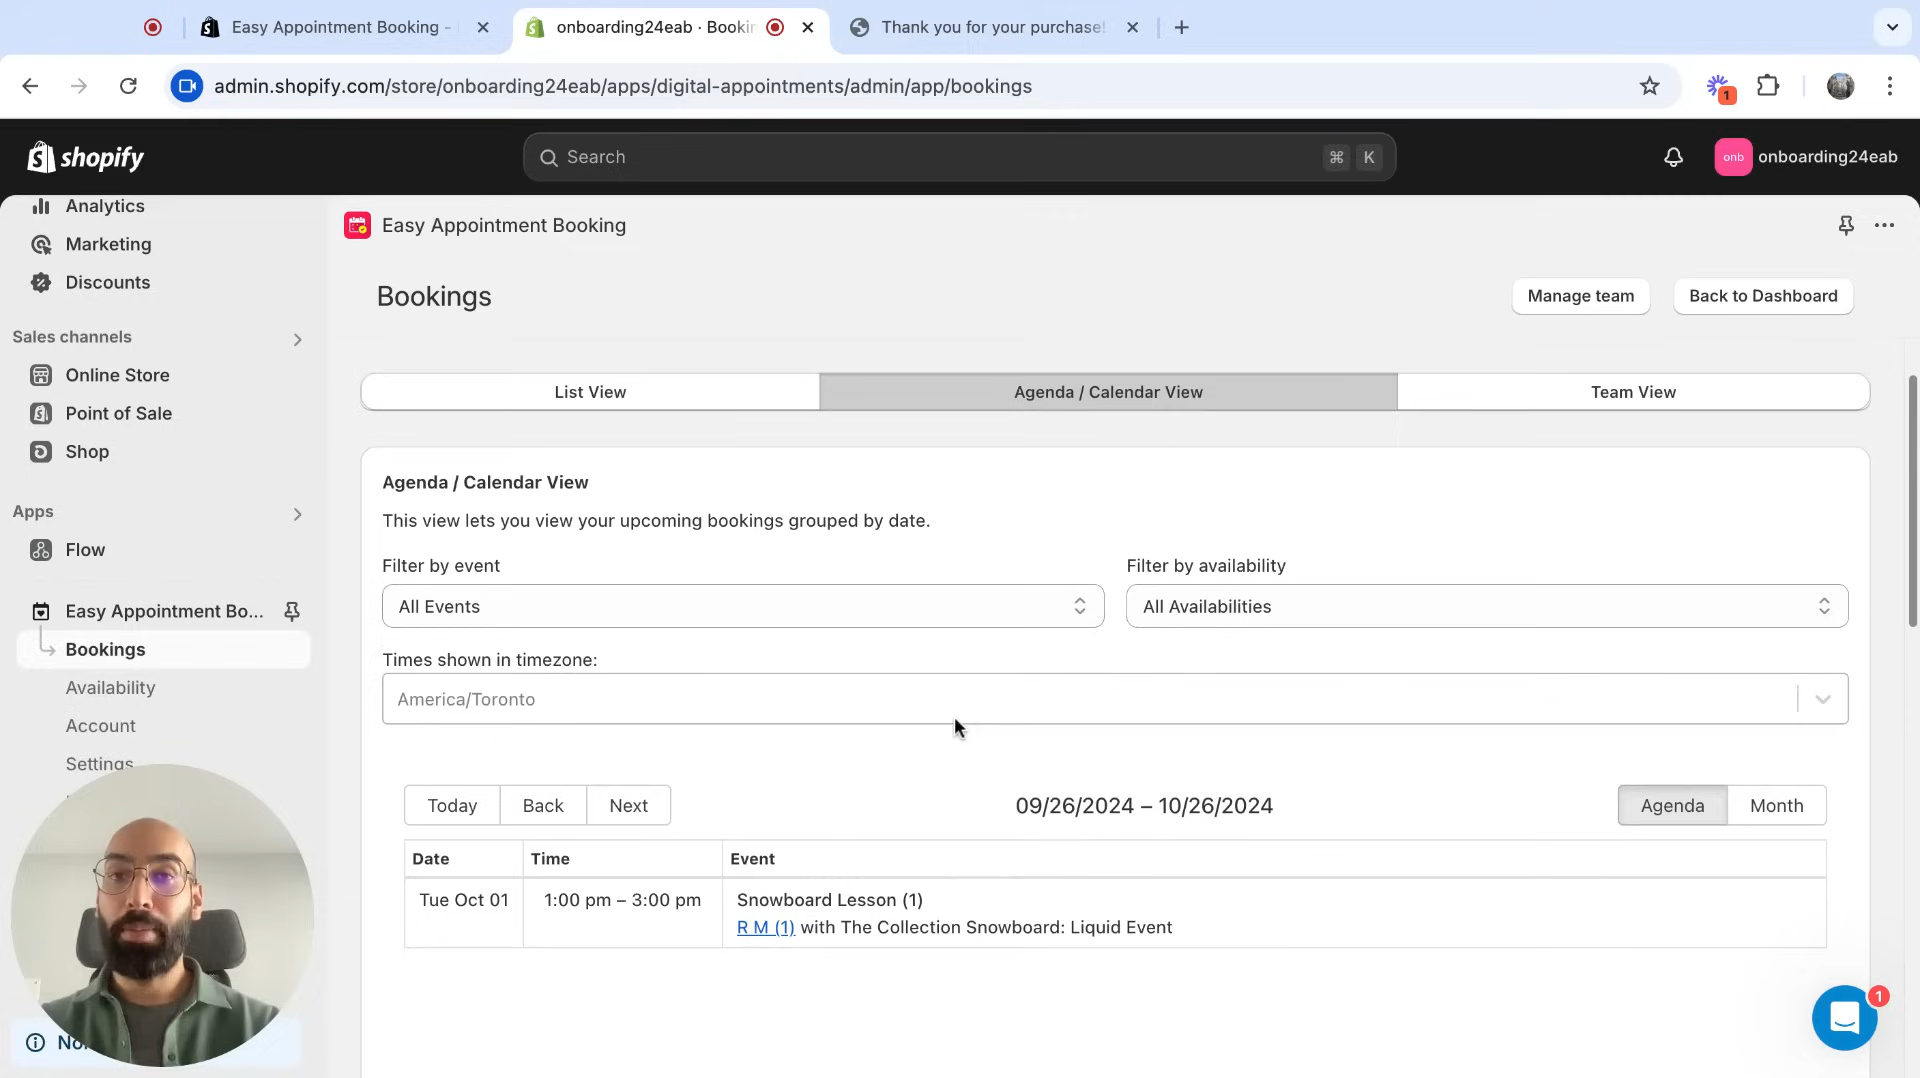 Easy Appointment Booking -
onboarding24eab · Bookin
Thank you for your purchase!
admin.shopify.com/store/onboarding24eab/apps/digital-appointments/admin/app/bookings
1
shopify
Search
⌘ K
onb
onboarding24eab
Analytics
Marketing
Discounts
Sales channels
Online Store
Point of Sale
Shop
Apps
Flow
Easy Appointment Bo...
Bookings
Availability
Account
Settings
Easy Appointment Booking
Bookings
Manage team
Back to Dashboard
List View
Agenda / Calendar View
Team View
Agenda / Calendar View
This view lets you view your upcoming bookings grouped by date.
Filter by event
Filter by availability
All Events
All Availabilities
Times shown in timezone:
America/Toronto
Today
Back
Next
09/26/2024 – 10/26/2024
Agenda
Month
Date
Time
Event
Tue Oct 01
1:00 pm – 3:00 pm
Snowboard Lesson (1)
R M (1) with The Collection Snowboard: Liquid Event
1